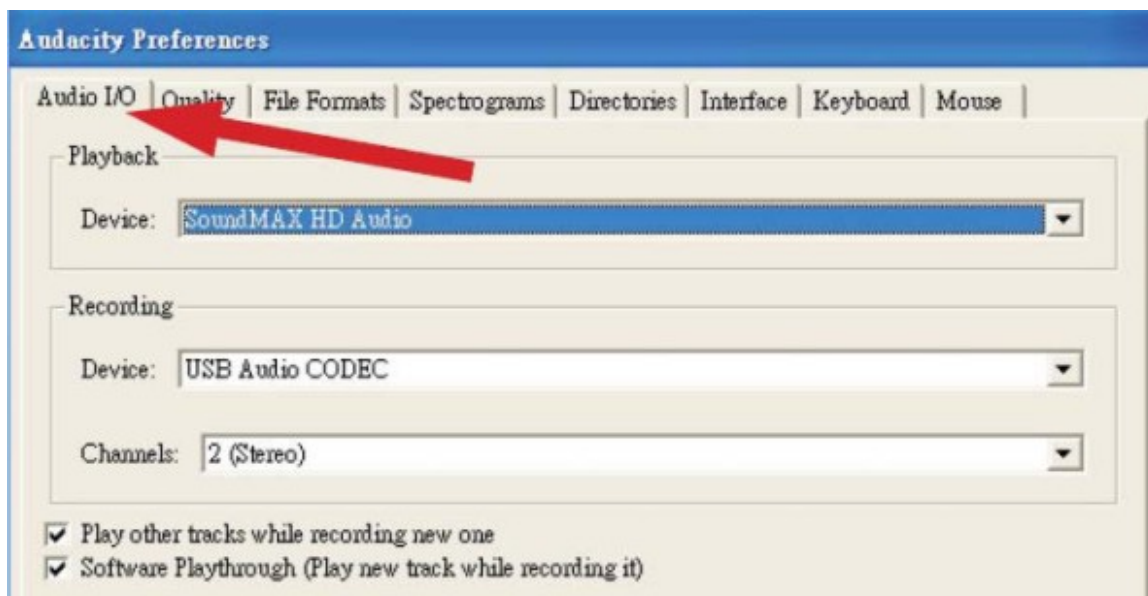 Audacity Preferences
Audio I/O Quality File Formats Spectrograms Directories Interface Keyboard Mouse
Playback
Device: SoundMAX HD Audio
Recording
Device: USB Audio CODEC
Channels: 2 (Stereo)
Play other tracks while recording new one
Software Playthrough (Play new track while recording it)